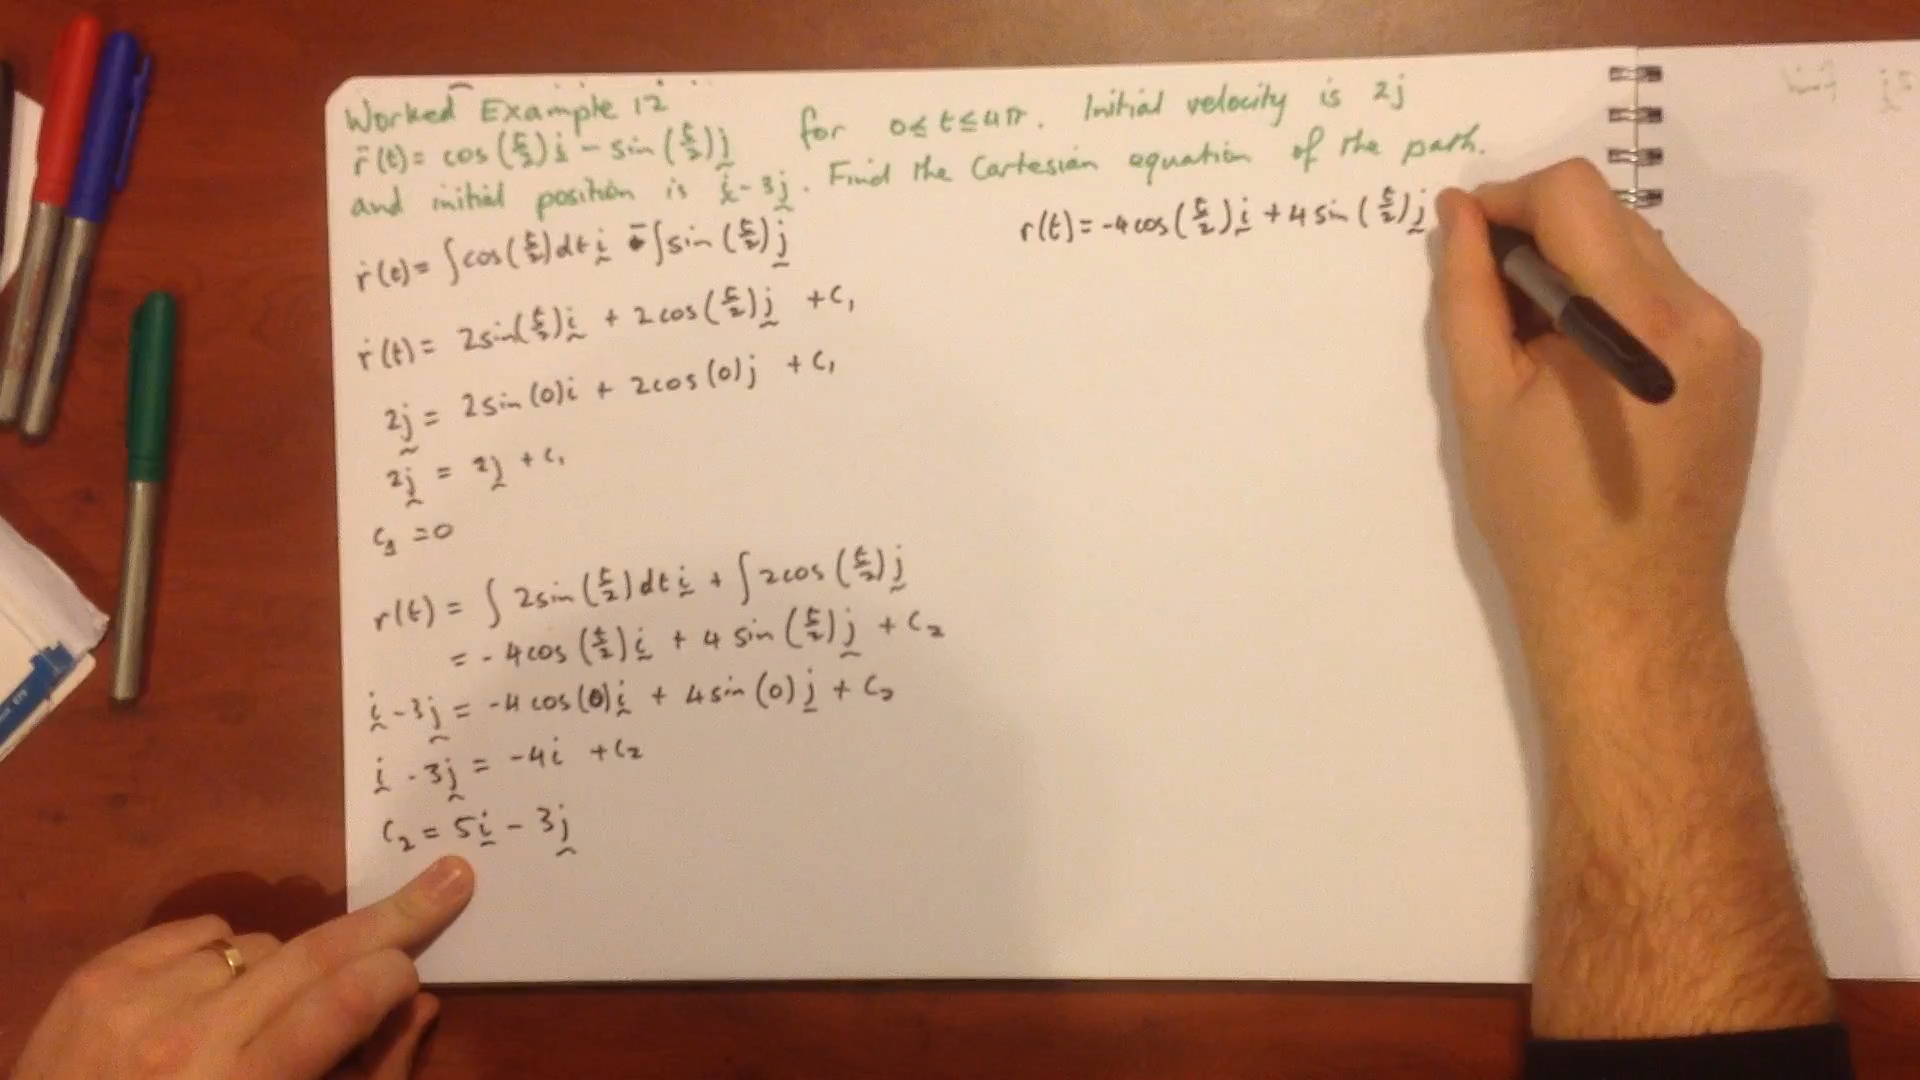 Worked Example 12
r̈(t) = cos(t/2)i - sin(t/2)j for 0 ≤ t ≤ 4π. Initial velocity is 2j
and initial position is i - 3j. Find the Cartesian equation of the path.
ṙ(t) = ∫cos(t/2)dt i - ∫sin(t/2)j
ṙ(t) = 2sin(t/2)i + 2cos(t/2)j + c₁
2j = 2sin(0)i + 2cos(0)j + c₁
2j = 2j + c₁
c₁ = 0
r(t) = ∫2sin(t/2)dt i + ∫2cos(t/2)j
= -4cos(t/2)i + 4sin(t/2)j + c₂
i - 3j = -4cos(0)i + 4sin(0)j + c₂
i - 3j = -4i + c₂
c₂ = 5i - 3j
r(t) = -4cos(t/2)i + 4sin(t/2)j